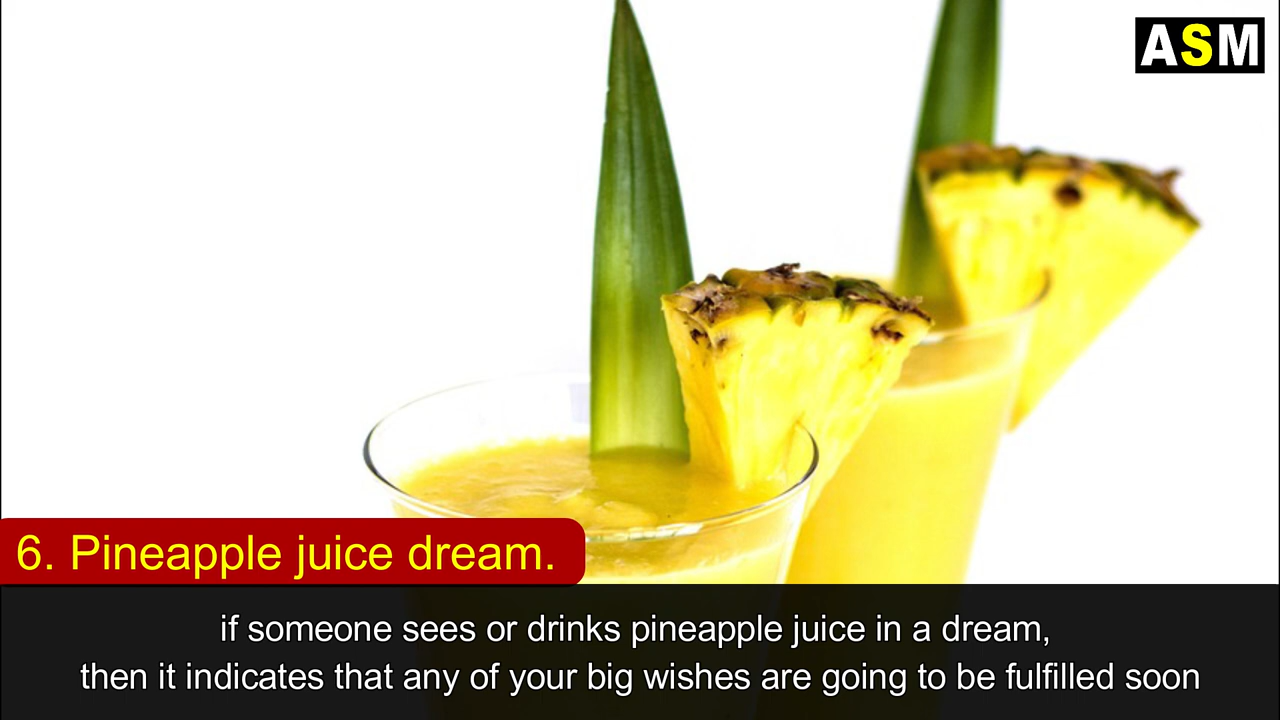 ASM
6. Pineapple juice dream.
if someone sees or drinks pineapple juice in a dream,
then it indicates that any of your big wishes are going to be fulfilled soon